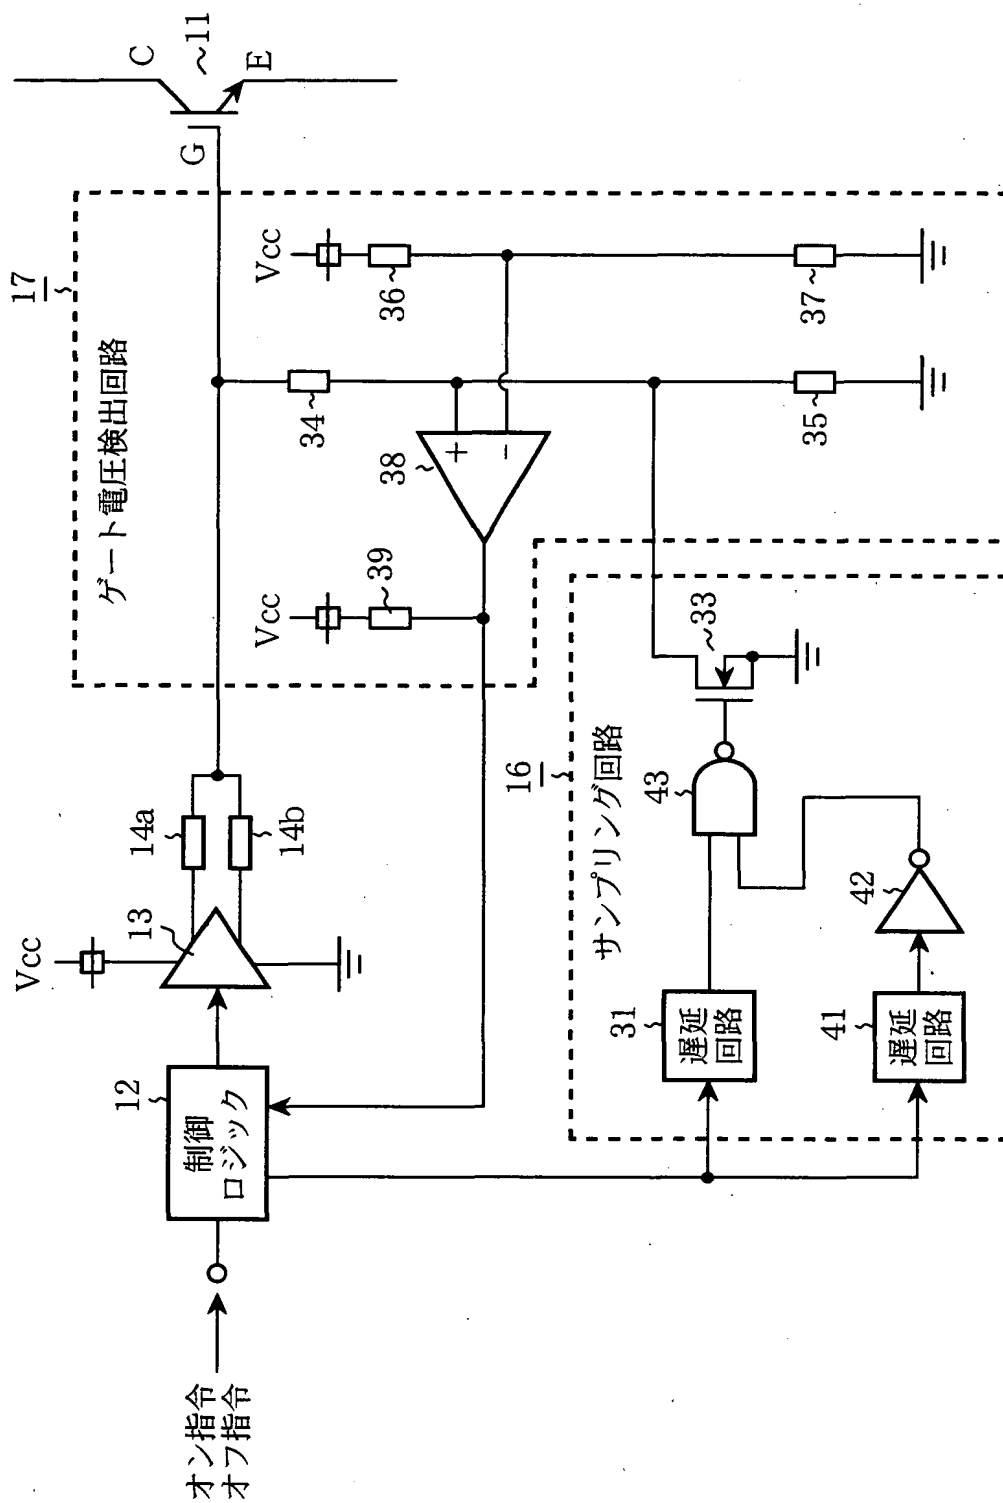 オン指令
オフ指令
12
制御
ロジック
Vcc
13
14a
14b
17
ゲート電圧検出回路
G
C
11
E
Vcc
39
38
+
-
34
35
Vcc
36
37
16
サンプリング回路
31
遅延
回路
41
遅延
回路
42
43
33